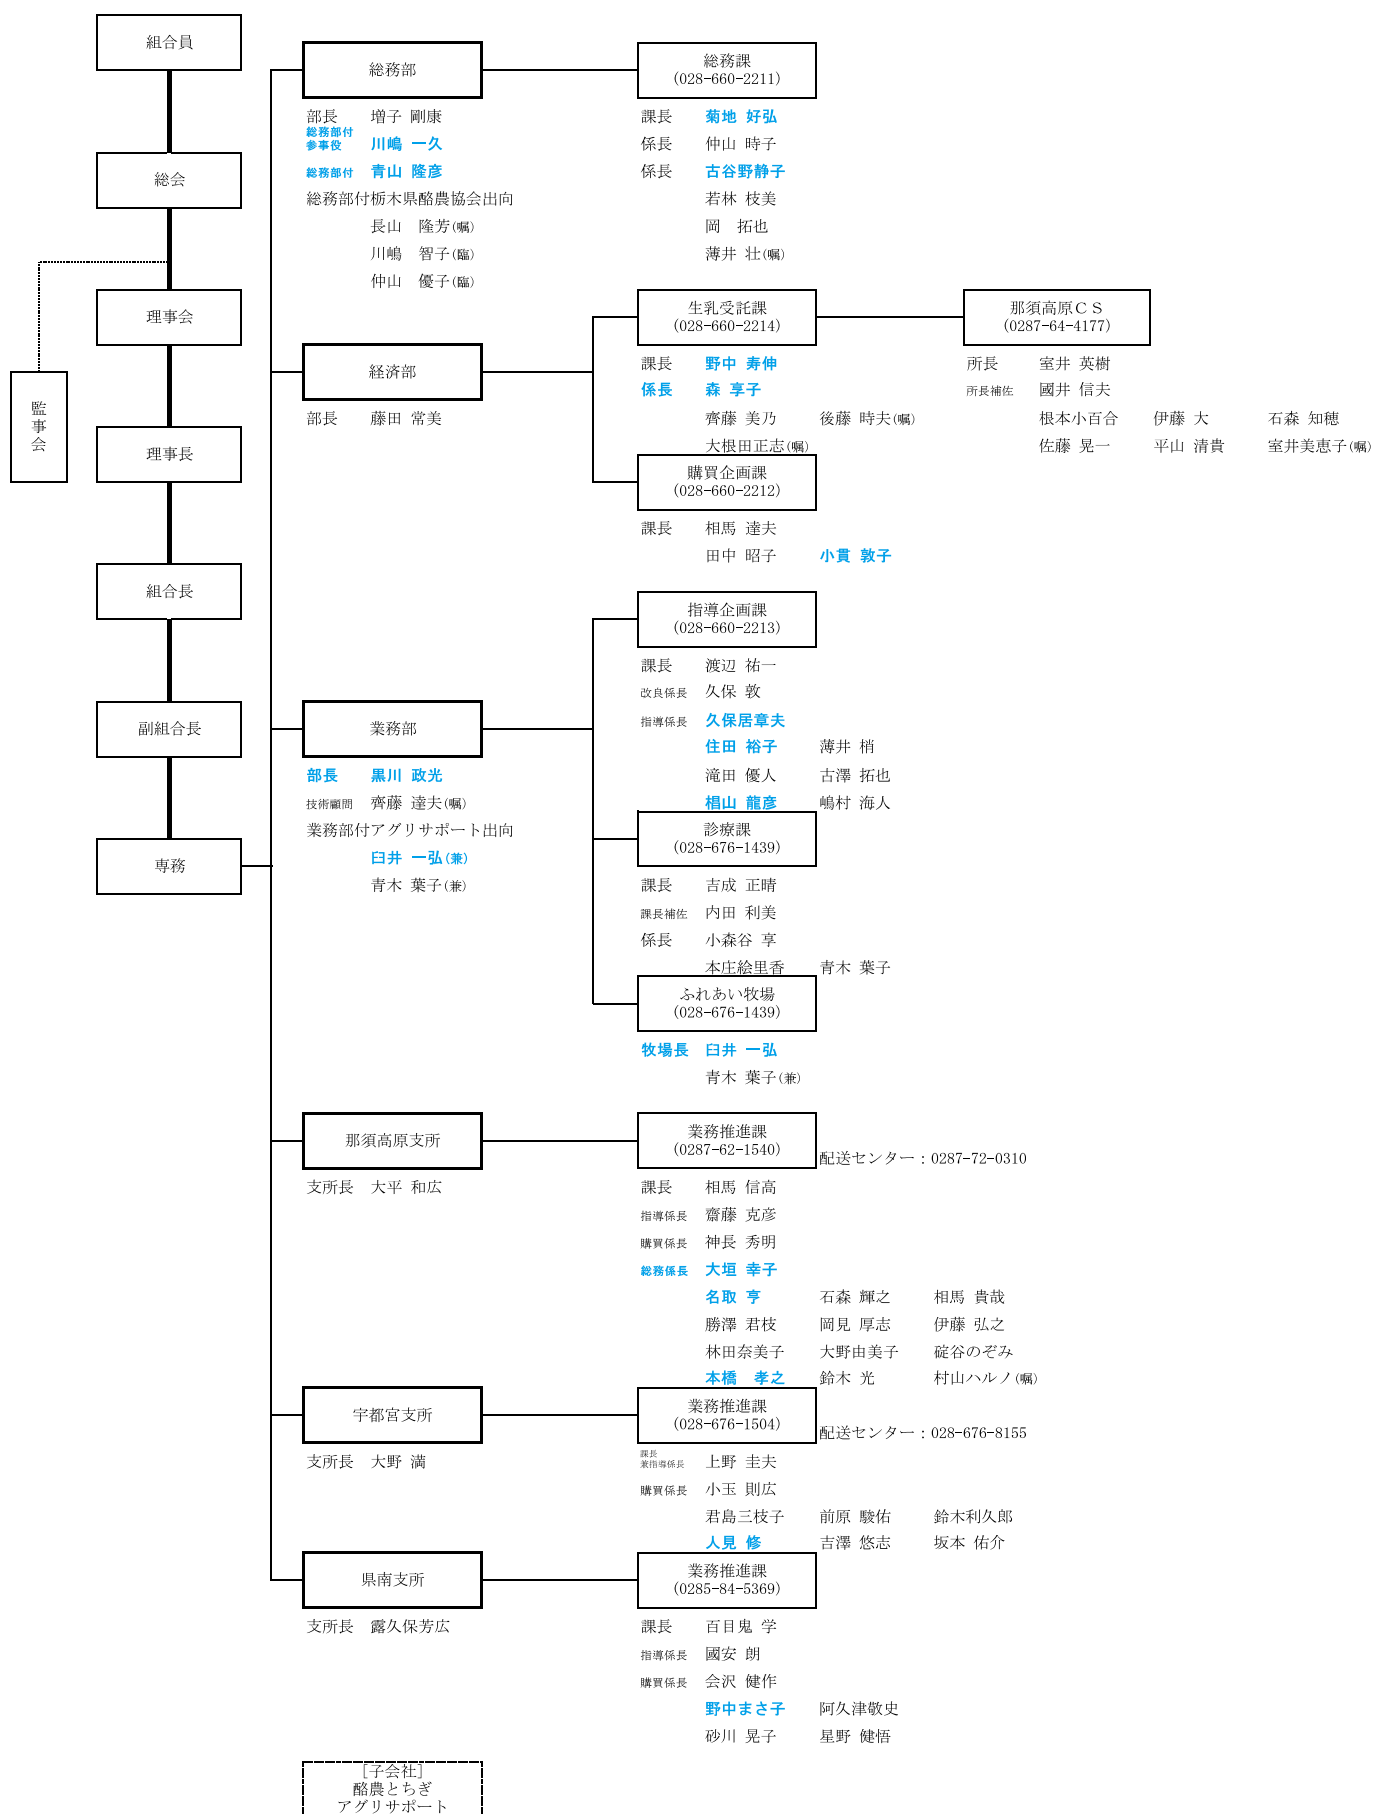 組合員
総会
理事会
監事会
理事長
組合長
副組合長
専務
総務部
部長 増子 剛康
総務部付
参事役 川嶋 一久
総務部付 青山 隆彦
総務部付栃木県酪農協会出向
長山 隆芳(嘱)
川嶋 智子(臨)
仲山 優子(臨)
総務課
(028-660-2211)
課長 菊地 好弘
係長 仲山 時子
係長 古谷野静子
若林 枝美
岡 拓也
薄井 壮(嘱)
経済部
部長 藤田 常美
生乳受託課
(028-660-2214)
課長 野中 寿伸
係長 森 享子
齊藤 美乃 後藤 時夫(嘱)
大根田正志(嘱)
那須高原CS
(0287-64-4177)
所長 室井 英樹
所長補佐 國井 信夫
根本小百合 伊藤 大 石森 知穂
佐藤 晃一 平山 清貴 室井美恵子(嘱)
購買企画課
(028-660-2212)
課長 相馬 達夫
田中 昭子 小貫 敦子
業務部
部長 黒川 政光
技術顧問 齊藤 達夫(嘱)
業務部付アグリサポート出向
臼井 一弘(兼)
青木 葉子(兼)
指導企画課
(028-660-2213)
課長 渡辺 祐一
改良係長 久保 敦
指導係長 久保居章夫
住田 裕子 薄井 梢
滝田 優人 古澤 拓也
椙山 龍彦 嶋村 海人
診療課
(028-676-1439)
課長 吉成 正晴
課長補佐 内田 利美
係長 小森谷 享
本庄絵里香 青木 葉子
ふれあい牧場
(028-676-1439)
牧場長 臼井 一弘
青木 葉子(兼)
那須高原支所
支所長 大平 和広
業務推進課
(0287-62-1540)
配送センター：0287-72-0310
課長 相馬 信高
指導係長 齋藤 克彦
購買係長 神長 秀明
総務係長 大垣 幸子
名取 亨 石森 輝之 相馬 貴哉
勝澤 君枝 岡見 厚志 伊藤 弘之
林田奈美子 大野由美子 碇谷のぞみ
本橋 孝之 鈴木 光 村山ハルノ(嘱)
宇都宮支所
支所長 大野 満
業務推進課
(028-676-1504)
配送センター：028-676-8155
課長
兼指導係長 上野 圭夫
購買係長 小玉 則広
君島三枝子 前原 駿佑 鈴木利久郎
人見 修 吉澤 悠志 坂本 佑介
県南支所
支所長 露久保芳広
業務推進課
(0285-84-5369)
課長 百目鬼 学
指導係長 國安 朗
購買係長 会沢 健作
野中まさ子 阿久津敬史
砂川 晃子 星野 健悟
［子会社］
酪農とちぎ
アグリサポート